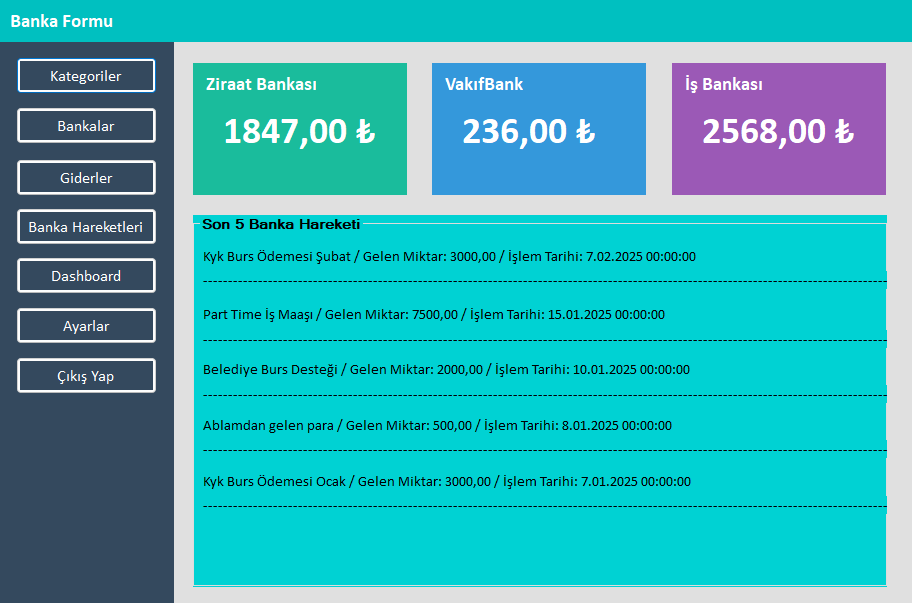 Banka Formu
Kategoriler
Bankalar
Giderler
Banka Hareketleri
Dashboard
Ayarlar
Çıkış Yap
Ziraat Bankası
1847,00 ₺
VakıfBank
236,00 ₺
İş Bankası
2568,00 ₺
Son 5 Banka Hareketi
Kyk Burs Ödemesi Şubat / Gelen Miktar: 3000,00 / İşlem Tarihi: 7.02.2025 00:00:00
Part Time İş Maaşı / Gelen Miktar: 7500,00 / İşlem Tarihi: 15.01.2025 00:00:00
Belediye Burs Desteği / Gelen Miktar: 2000,00 / İşlem Tarihi: 10.01.2025 00:00:00
Ablamdan gelen para / Gelen Miktar: 500,00 / İşlem Tarihi: 8.01.2025 00:00:00
Kyk Burs Ödemesi Ocak / Gelen Miktar: 3000,00 / İşlem Tarihi: 7.01.2025 00:00:00